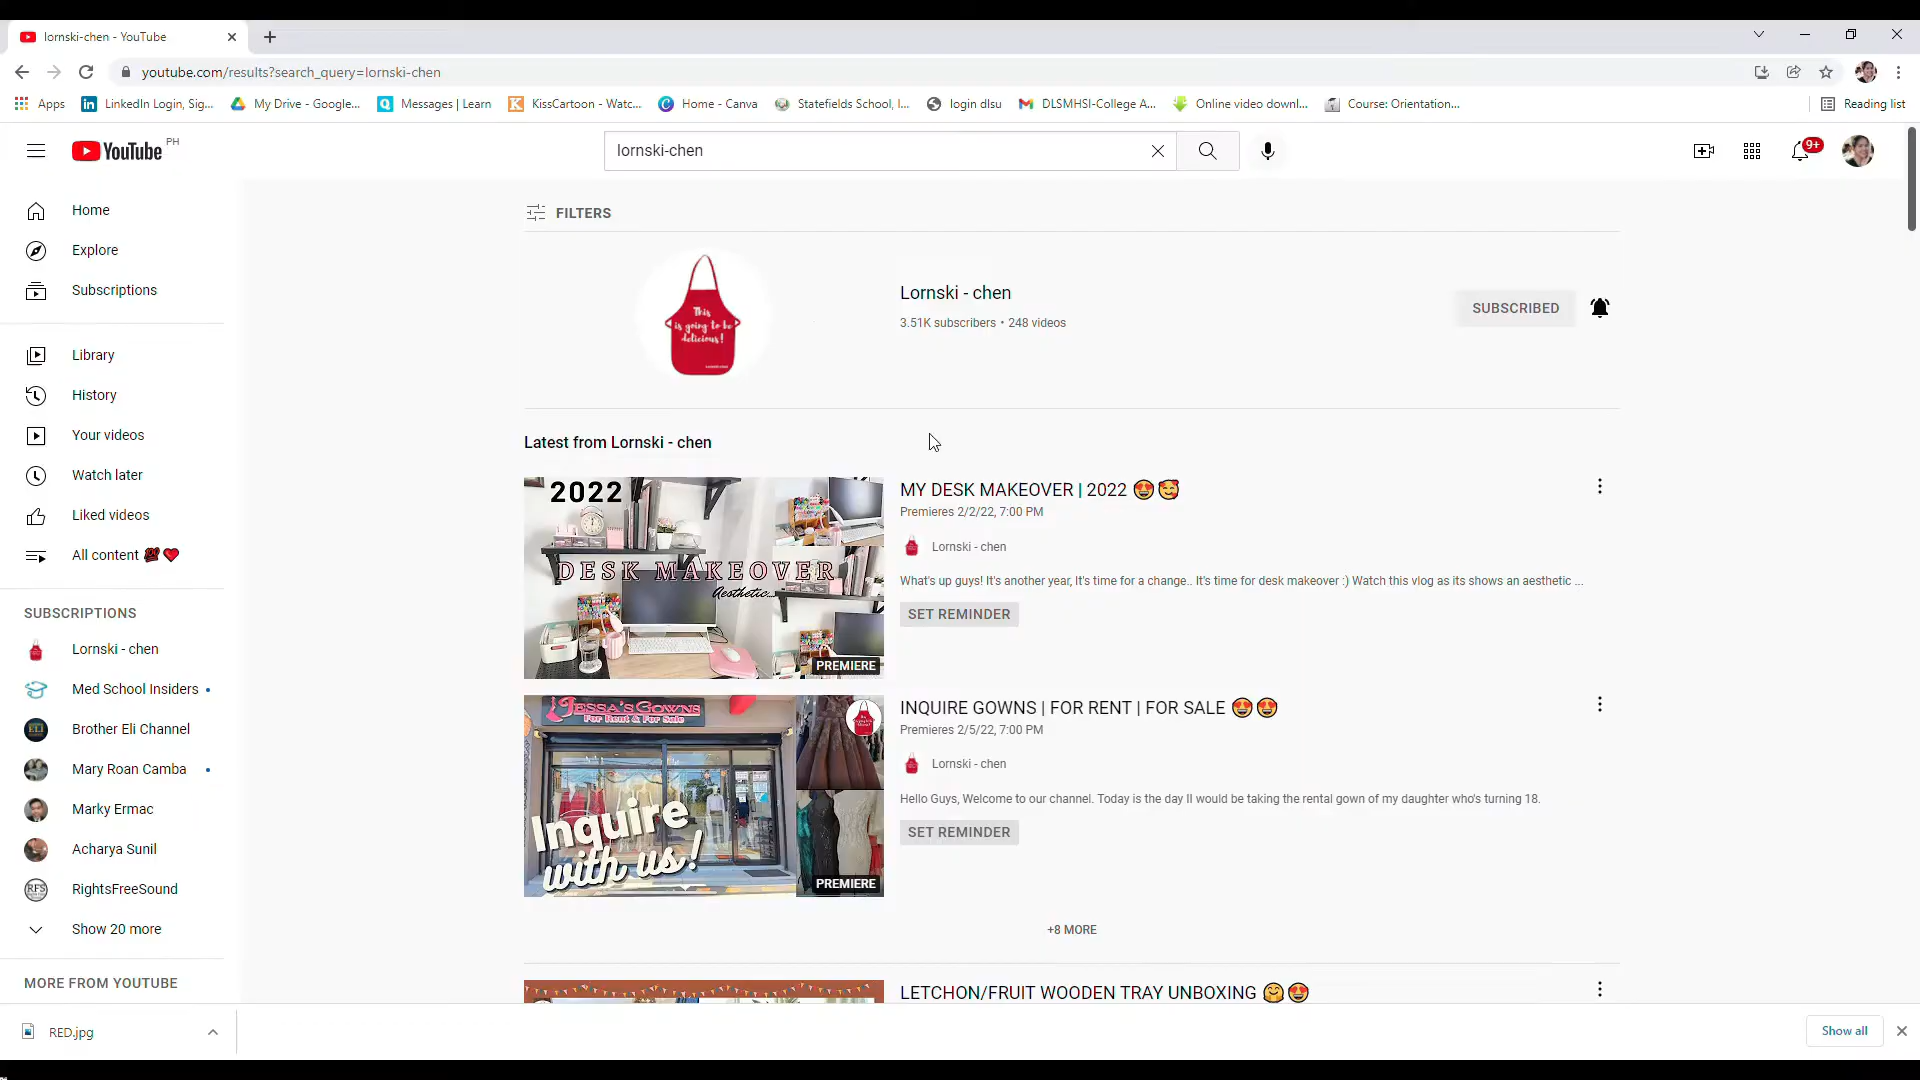 lornski-chen - YouTube
youtube.com/results?search_query=lornski-chen
Apps
LinkedIn Login, Sig...
My Drive - Google...
Messages | Learn
KissCartoon - Watc...
Home - Canva
Statefields School, I...
login dlsu
DLSMHSI-College A...
Online video downl...
Course: Orientation...
Reading list
YouTube PH
lornski-chen
9+
Home
Explore
Subscriptions
Library
History
Your videos
Watch later
Liked videos
All content 💯❤️
SUBSCRIPTIONS
Lornski - chen
Med School Insiders
Brother Eli Channel
Mary Roan Camba
Marky Ermac
Acharya Sunil
RightsFreeSound
Show 20 more
MORE FROM YOUTUBE
FILTERS
This
is going to be
delicious!
Lornski - chen
3.51K subscribers • 248 videos
SUBSCRIBED
Latest from Lornski - chen
2022
DESK MAKEOVER
Aesthetic...
PREMIERE
MY DESK MAKEOVER | 2022 😍🥰
Premieres 2/2/22, 7:00 PM
Lornski - chen
What's up guys! It's another year, It's time for a change.. It's time for desk makeover :) Watch this vlog as its shows an aesthetic ...
SET REMINDER
JESSA'S GOWNS
For Rent & For Sale
Inquire
with us!
PREMIERE
INQUIRE GOWNS | FOR RENT | FOR SALE 😍😍
Premieres 2/5/22, 7:00 PM
Lornski - chen
Hello Guys, Welcome to our channel. Today is the day II would be taking the rental gown of my daughter who's turning 18.
SET REMINDER
+8 MORE
LETCHON/FRUIT WOODEN TRAY UNBOXING 🤗😍
RED.jpg
Show all